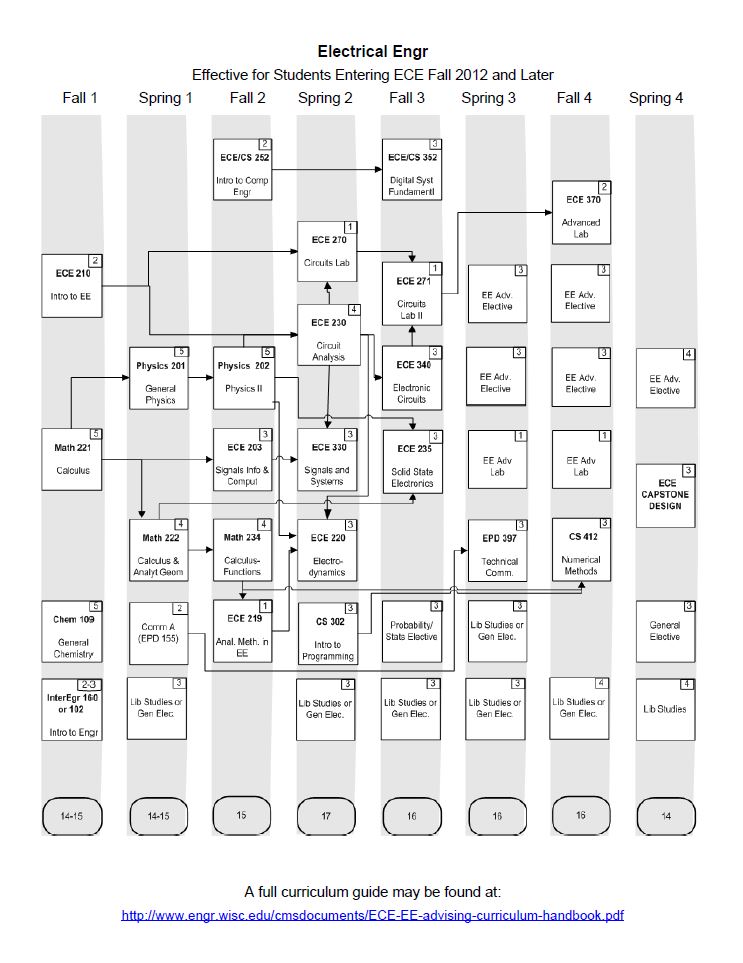 Electrical Engr
Effective for Students Entering ECE Fall 2012 and Later
Fall 1 Spring 1 Fall 2 Spring 2 Fall 3 Spring 3 Fall 4 Spring 4
2
ECE 210
Intro to EE
5
Math 221
Calculus
5
Chem 109
General
Chemistry
2-3
InterEgr 160
or 102
Intro to Engr
14-15
5
Physics 201
General
Physics
4
Math 222
Calculus &
Analyt Geom
2
Comm A
(EPD 155)
3
Lib Studies or
Gen Elec.
14-15
2
ECE/CS 252
Intro to Comp
Engr
5
Physics 202
Physics II
3
ECE 203
Signals Info &
Comput
4
Math 234
Calculus-
Functions
1
ECE 219
Anal. Meth. in
EE
15
1
ECE 270
Circuits Lab
4
ECE 230
Circuit
Analysis
3
ECE 330
Signals and
Systems
3
ECE 220
Electro-
dynamics
3
CS 302
Intro to
Programming
3
Lib Studies or
Gen Elec.
17
3
ECE/CS 352
Digital Syst
Fundamentl
1
ECE 271
Circuits
Lab II
3
ECE 340
Electronic
Circuits
3
ECE 235
Solid State
Electronics
3
Probability/
Stats Elective
3
Lib Studies or
Gen Elec.
16
3
EE Adv.
Elective
3
EE Adv.
Elective
1
EE Adv
Lab
3
EPD 397
Technical
Comm.
3
Lib Studies or
Gen Elec.
3
Lib Studies or
Gen Elec.
16
2
ECE 370
Advanced
Lab
3
EE Adv.
Elective
3
EE Adv.
Elective
1
EE Adv
Lab
3
CS 412
Numerical
Methods
4
Lib Studies or
Gen Elec.
16
4
EE Adv.
Elective
3
ECE
CAPSTONE
DESIGN
3
General
Elective
4
Lib Studies
14
A full curriculum guide may be found at:
http://www.engr.wisc.edu/cmsdocuments/ECE-EE-advising-curriculum-handbook.pdf